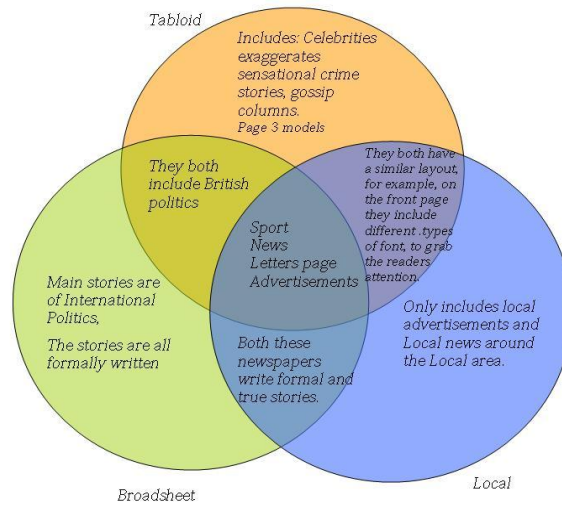 Tabloid
Includes: Celebrities
exaggerates
sensational crime
stories, gossip
columns.
Page 3 models
They both
include British
politics
They both have
a similar layout,
for example, on
the front page
they include
different .types
of font, to grab
the readers
attention.
Sport
News
Letters page
Advertisements
Main stories are
of International
Politics,
The stories are all
formally written
Only includes local
advertisements and
Local news around
the Local area.
Both these
newspapers
write formal and
true stories.
Broadsheet
Local